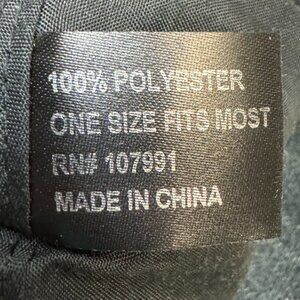 100% POLYESTER
ONE SIZE FITS MOST
RN# 107991
MADE IN CHINA